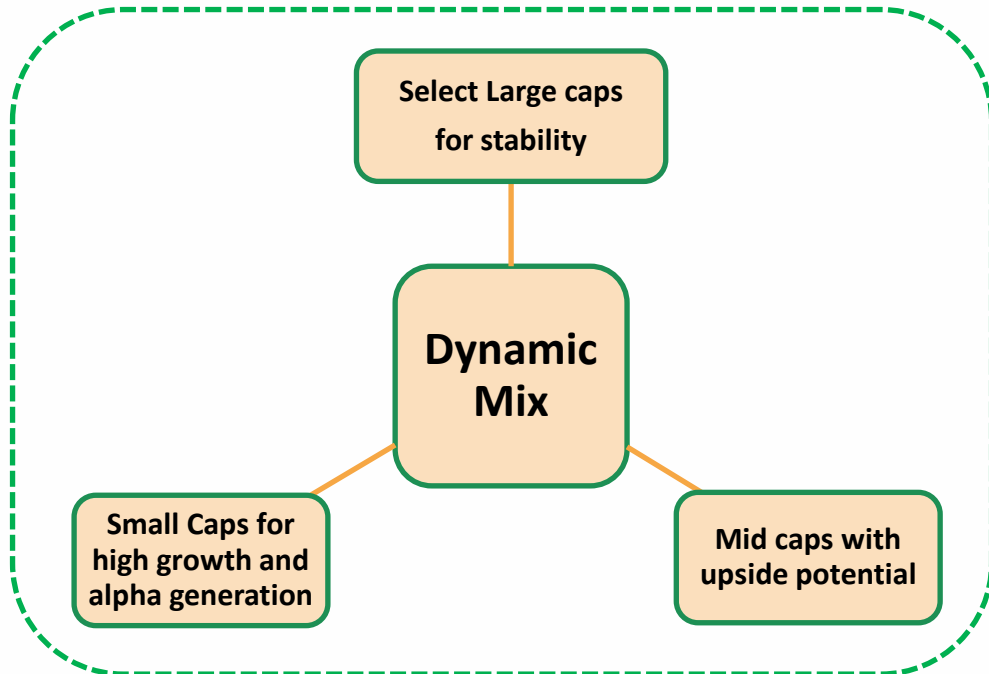 Select Large caps
for stability
Dynamic
Mix
Small Caps for
high growth and
alpha generation
Mid caps with
upside potential